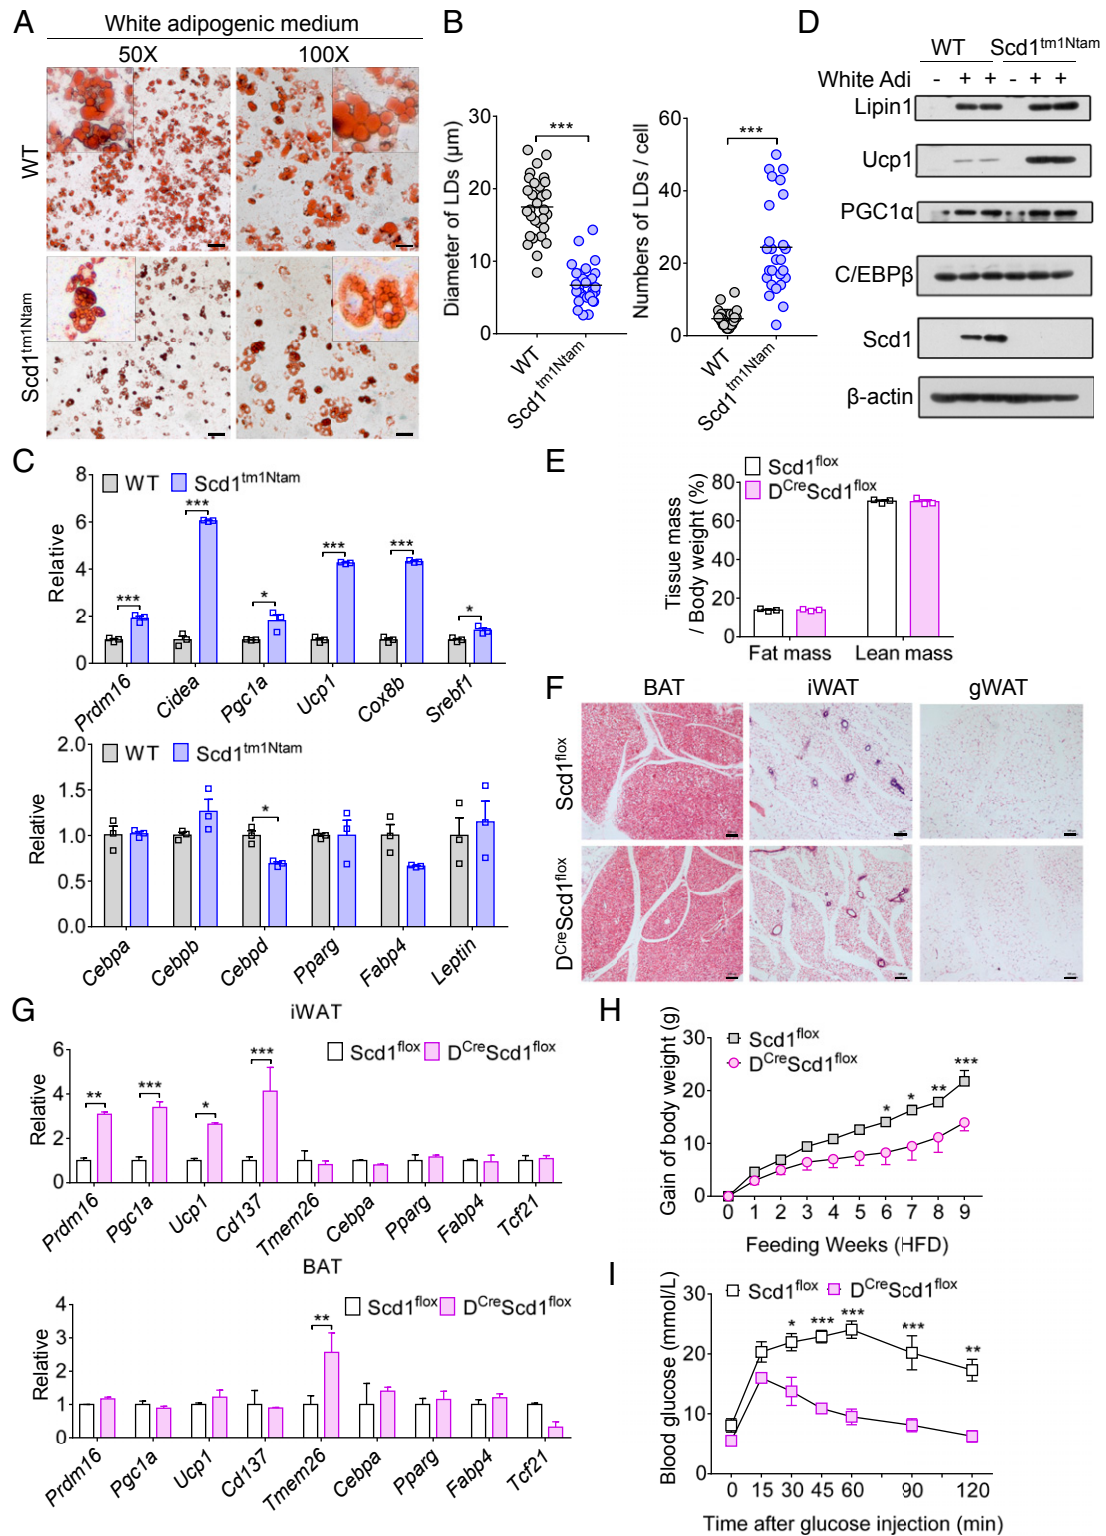 A
White adipogenic medium
50X 100X
WT
Scd1tm1Ntam
B
Diameter of LDs (μm)
30
20
10
0
***
WT
Scd1tm1Ntam
Numbers of LDs / cell
60
40
20
0
***
WT
Scd1tm1Ntam
D
WT Scd1tm1Ntam
White Adi - + + - + +
Lipin1
Ucp1
PGC1α
C/EBPβ
Scd1
β-actin
C
WT Scd1tm1Ntam
Relative
8
6
4
2
0
*** *** * *** *** *
Prdm16 Cidea Pgc1a Ucp1 Cox8b Srebf1
WT Scd1tm1Ntam
Relative
2.0
1.5
1.0
0.5
0.0
*
Cebpa Cebpb Cebpd Pparg Fabp4 Leptin
E
Scd1flox
DCreScd1flox
Tissue mass
/ Body weight (%)
80
60
40
20
0
Fat mass Lean mass
F
BAT iWAT gWAT
Scd1flox
DCreScd1flox
G
iWAT
Scd1flox DCreScd1flox
Relative
6
4
2
0
** *** * ***
Prdm16 Pgc1a Ucp1 Cd137 Tmem26 Cebpa Pparg Fabp4 Tcf21
BAT
Scd1flox DCreScd1flox
Relative
4
3
2
1
0
**
Prdm16 Pgc1a Ucp1 Cd137 Tmem26 Cebpa Pparg Fabp4 Tcf21
H
Gain of body weight (g)
30
20
10
0
Scd1flox
DCreScd1flox
* * ** ***
0 1 2 3 4 5 6 7 8 9
Feeding Weeks (HFD)
I
Scd1flox DCreScd1flox
Blood glucose (mmol/L)
30
20
10
0
* *** *** *** **
0 15 30 45 60 90 120
Time after glucose injection (min)